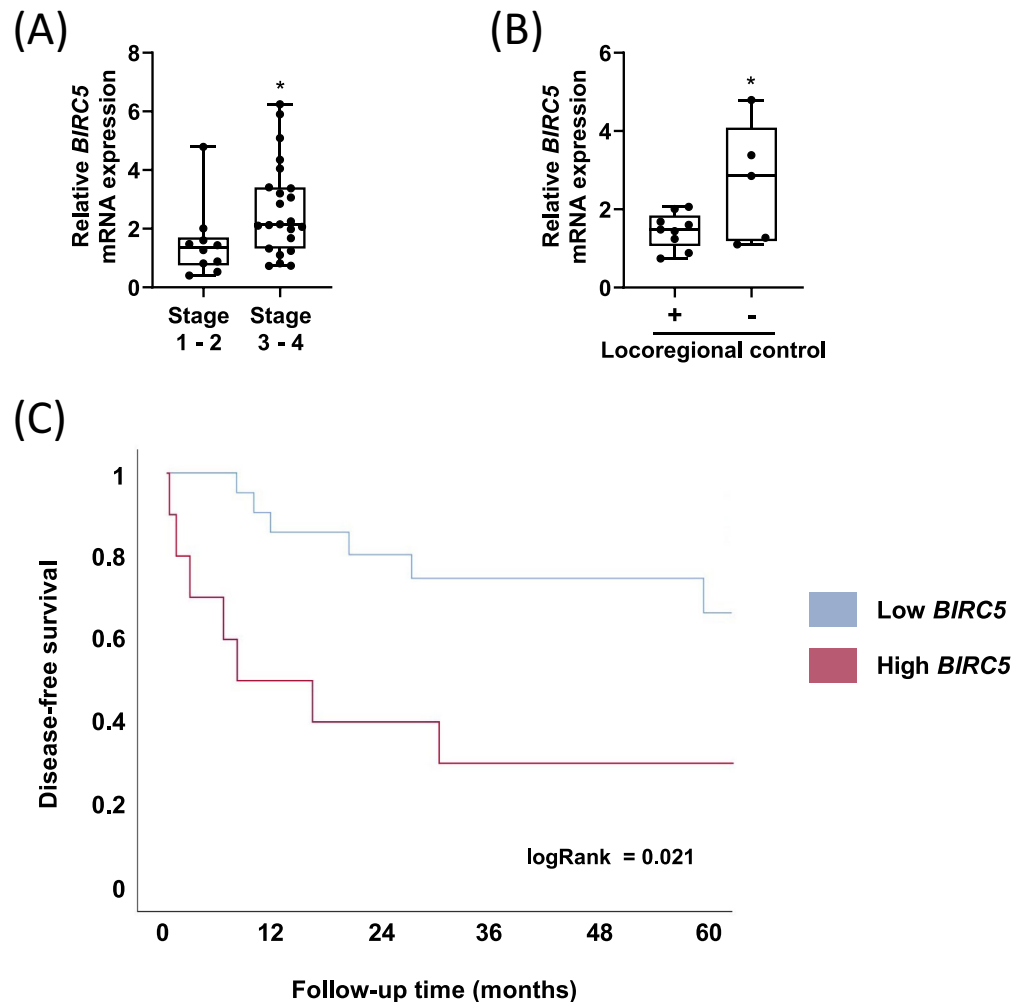 (A)
Relative BIRC5
mRNA expression
8
6
4
2
0
*
Stage
1 - 2
Stage
3 - 4
(B)
Relative BIRC5
mRNA expression
6
4
2
0
*
+
-
Locoregional control
(C)
Disease-free survival
1
0.8
0.6
0.4
0.2
0
logRank = 0.021
0 12 24 36 48 60
Follow-up time (months)
Low BIRC5
High BIRC5